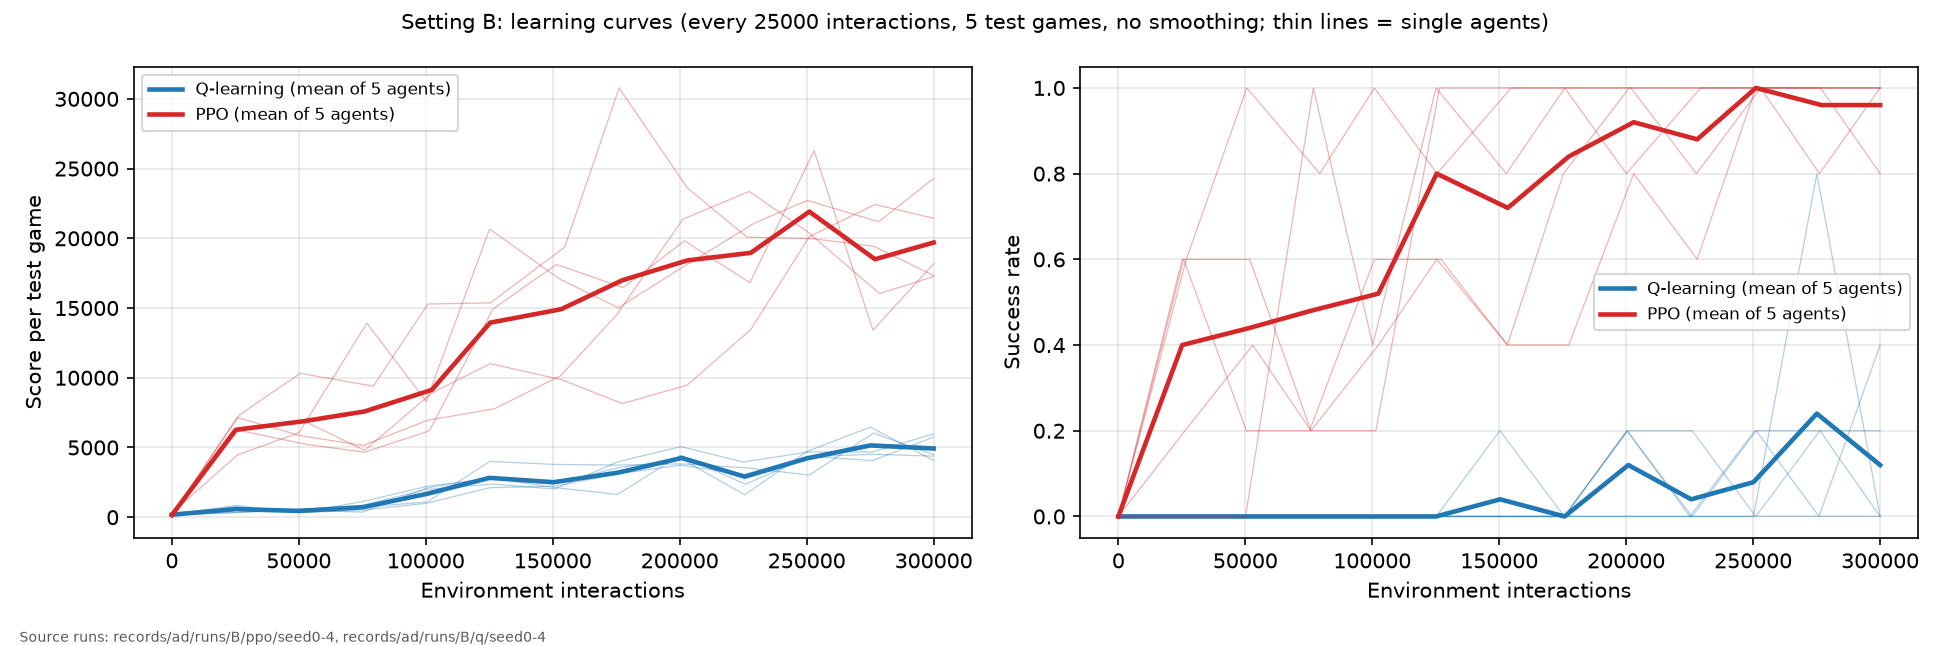 Setting B: learning curves (every 25000 interactions, 5 test games, no smoothing; thin lines = single agents)
Q-learning (mean of 5 agents)
PPO (mean of 5 agents)
30000
25000
20000
15000
10000
5000
0
Score per test game
0 50000 100000 150000 200000 250000 300000
Environment interactions
1.0
0.8
0.6
0.4
0.2
0.0
Success rate
Q-learning (mean of 5 agents)
PPO (mean of 5 agents)
0 50000 100000 150000 200000 250000 300000
Environment interactions
Source runs: records/ad/runs/B/ppo/seed0-4, records/ad/runs/B/q/seed0-4